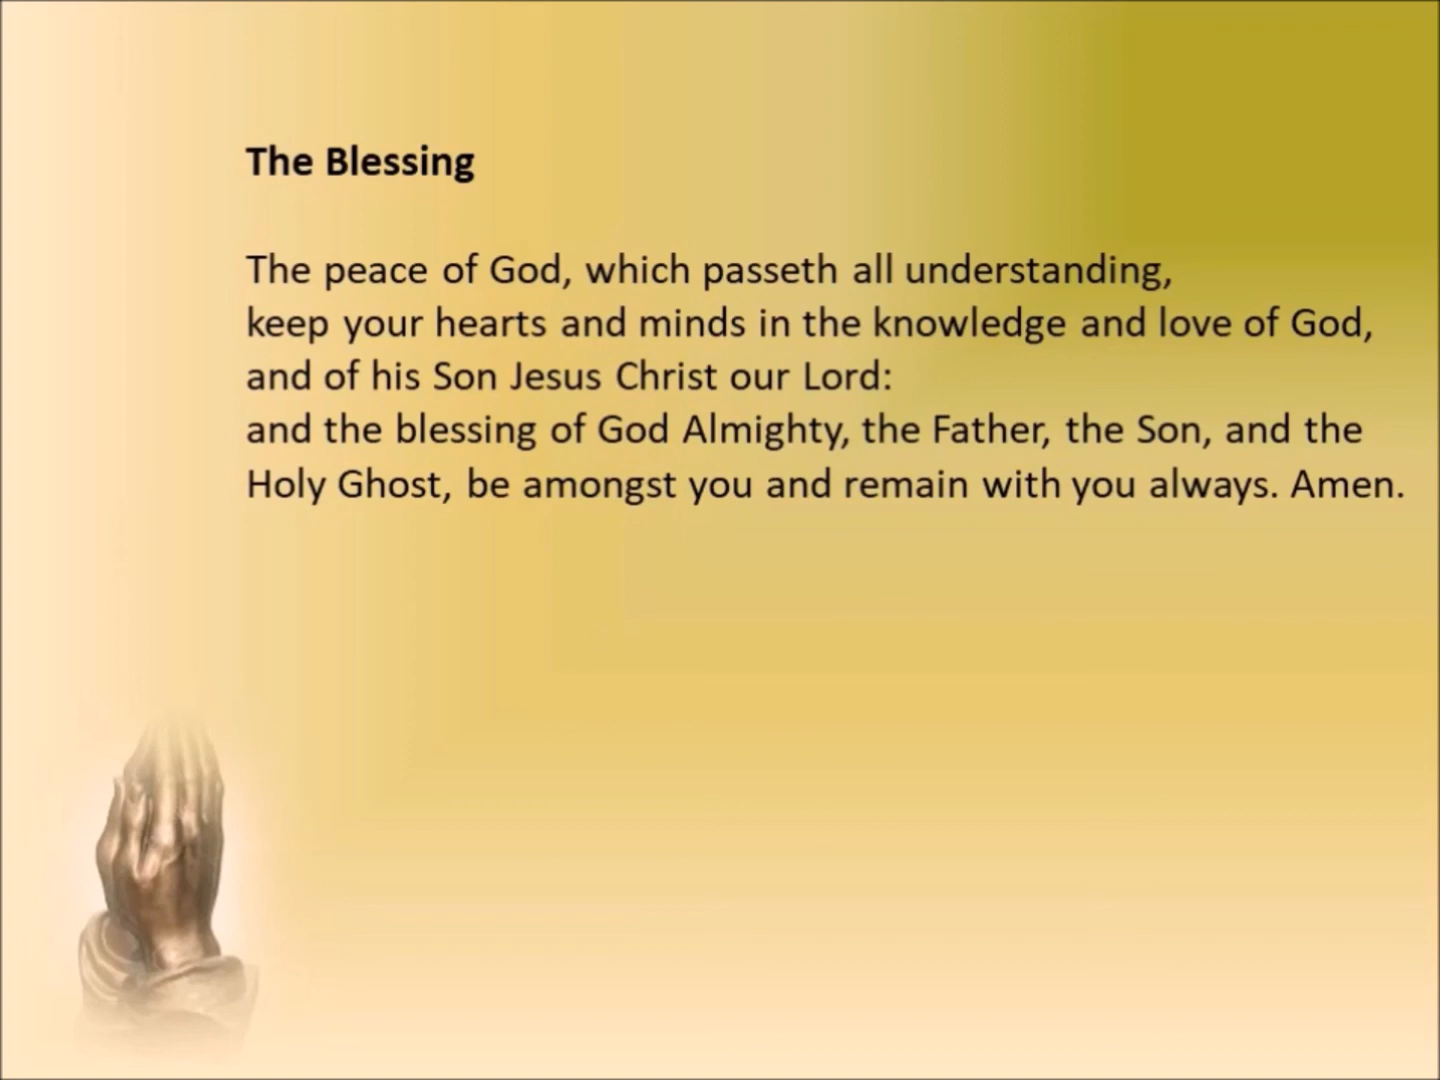 The Blessing
The peace of God, which passeth all understanding,
keep your hearts and minds in the knowledge and love of God,
and of his Son Jesus Christ our Lord:
and the blessing of God Almighty, the Father, the Son, and the
Holy Ghost, be amongst you and remain with you always. Amen.